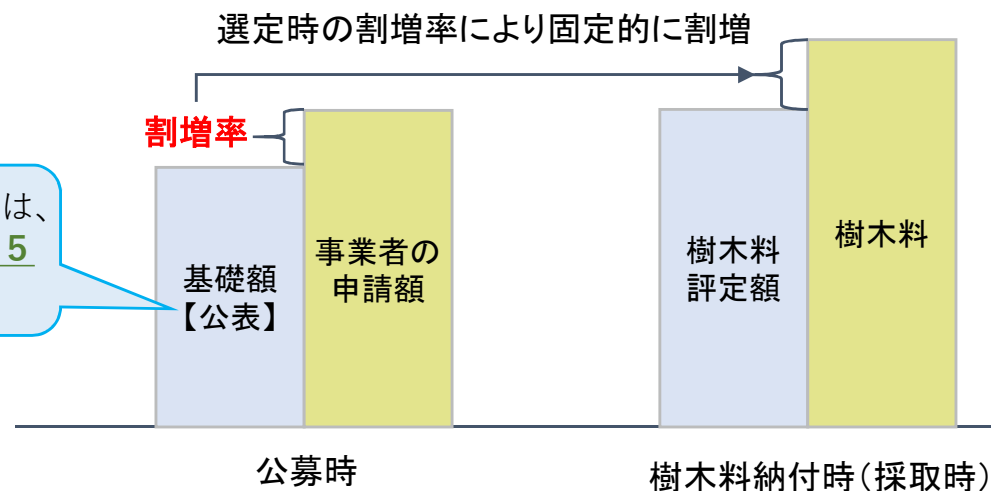 選定時の割増率により固定的に割増
割増率
は、
5
基礎額
【公表】
事業者の
申請額
樹木料
評定額
樹木料
公募時
樹木料納付時（採取時）